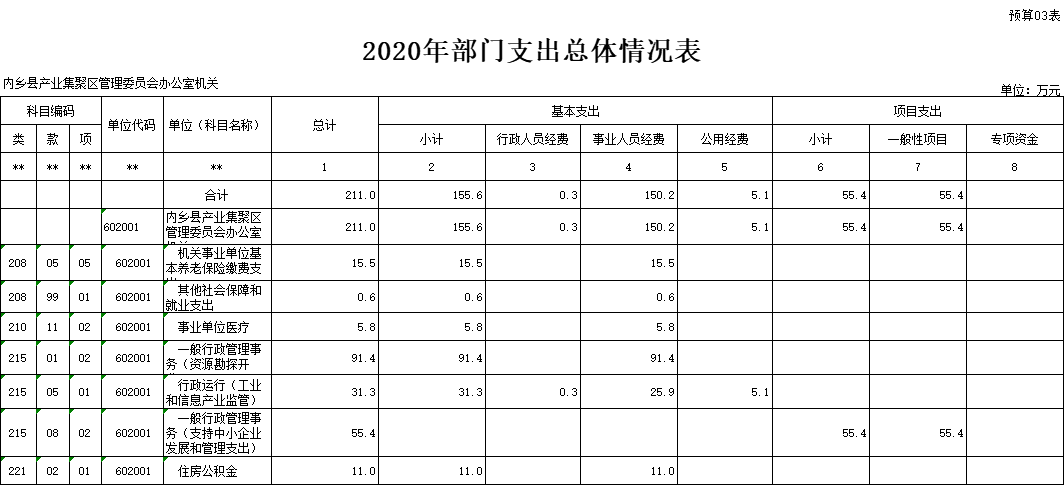 预算03表
2020年部门支出总体情况表
内乡县产业集聚区管理委员会办公室机关
单位：万元
科目编码 单位代码 单位（科目名称） 总计 基本支出 项目支出
类 款 项 小计 行政人员经费 事业人员经费 公用经费 小计 一般性项目 专项资金
** ** ** ** ** 1 2 3 4 5 6 7 8
合计 211.0 155.6 0.3 150.2 5.1 55.4 55.4
602001 内乡县产业集聚区 211.0 155.6 0.3 150.2 5.1 55.4 55.4
管理委员会办公室
208 05 05 602001 机关事业单位基 15.5 15.5 15.5
本养老保险缴费支
208 99 01 602001 其他社会保障和 0.6 0.6 0.6
就业支出
210 11 02 602001 事业单位医疗 5.8 5.8 5.8
215 01 02 602001 一般行政管理事 91.4 91.4 91.4
务（资源勘探开
215 05 01 602001 行政运行（工业 31.3 31.3 0.3 25.9 5.1
和信息产业监管）
215 08 02 602001 一般行政管理事 55.4 55.4 55.4
务（支持中小企业
发展和管理支出）
221 02 01 602001 住房公积金 11.0 11.0 11.0